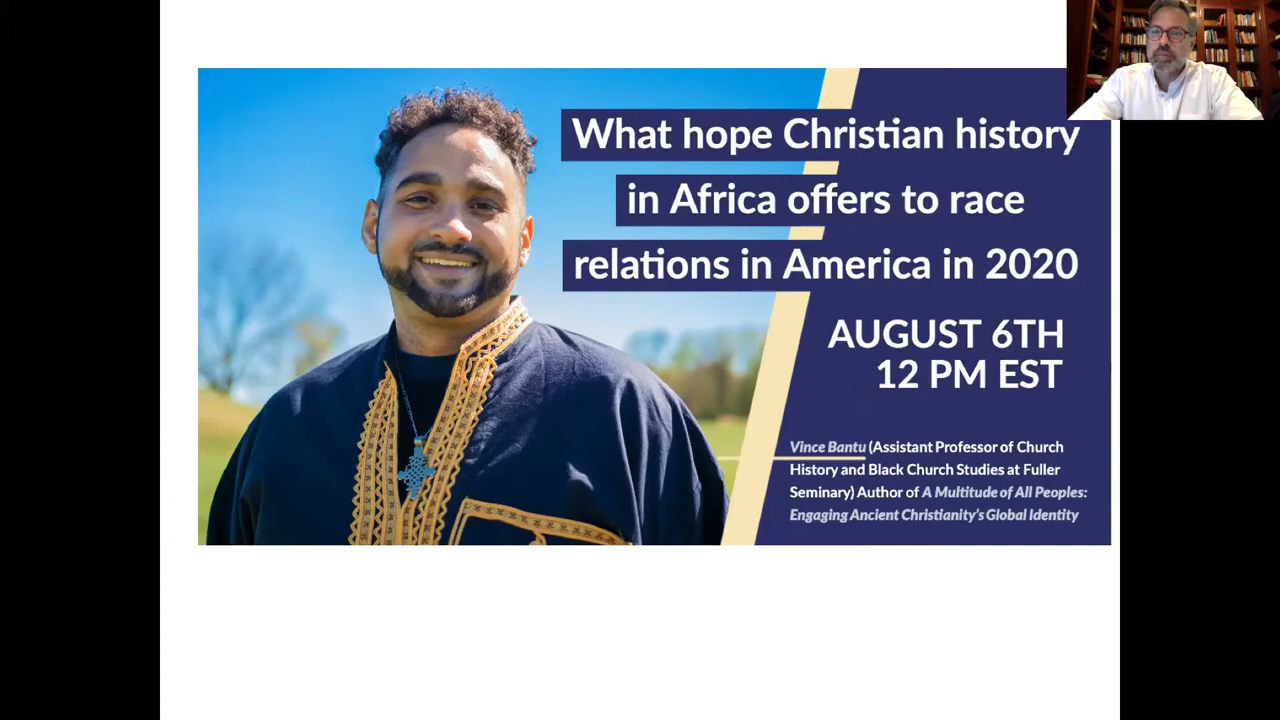 What hope Christian history
in Africa offers to race
relations in America in 2020
AUGUST 6TH
12 PM EST
Vince Bantu (Assistant Professor of Church
History and Black Church Studies at Fuller
Seminary) Author of A Multitude of All Peoples:
Engaging Ancient Christianity's Global Identity